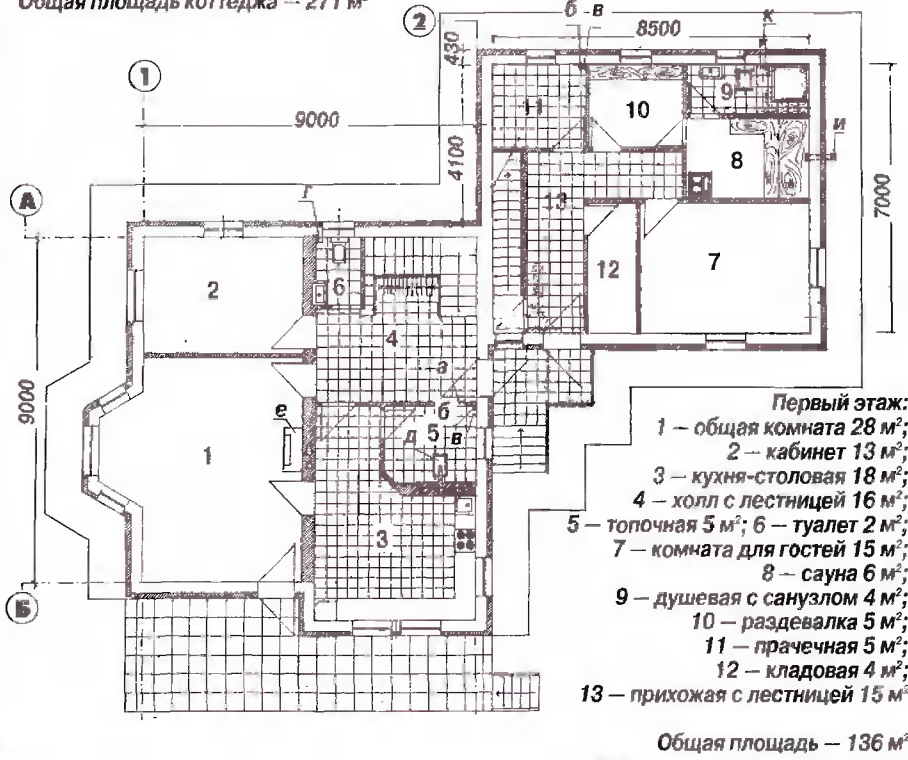 Общая площадь коттеджа — 271 м²
2
б - в
к
8500
430
1
9
11
10
9000
и
8
4100
А
г
13
7000
6
2
12
7
4
а
9000
е
б
1
д 5 в
3
Б
Первый этаж:
1 — общая комната 28 м²;
2 — кабинет 13 м²;
3 — кухня-столовая 18 м²;
4 — холл с лестницей 16 м²;
5 — топочная 5 м²; 6 — туалет 2 м²;
7 — комната для гостей 15 м²;
8 — сауна 6 м²;
9 — душевая с санузлом 4 м²;
10 — раздевалка 5 м²;
11 — прачечная 5 м²;
12 — кладовая 4 м²;
13 — прихожая с лестницей 15 м²
Общая площадь — 136 м²